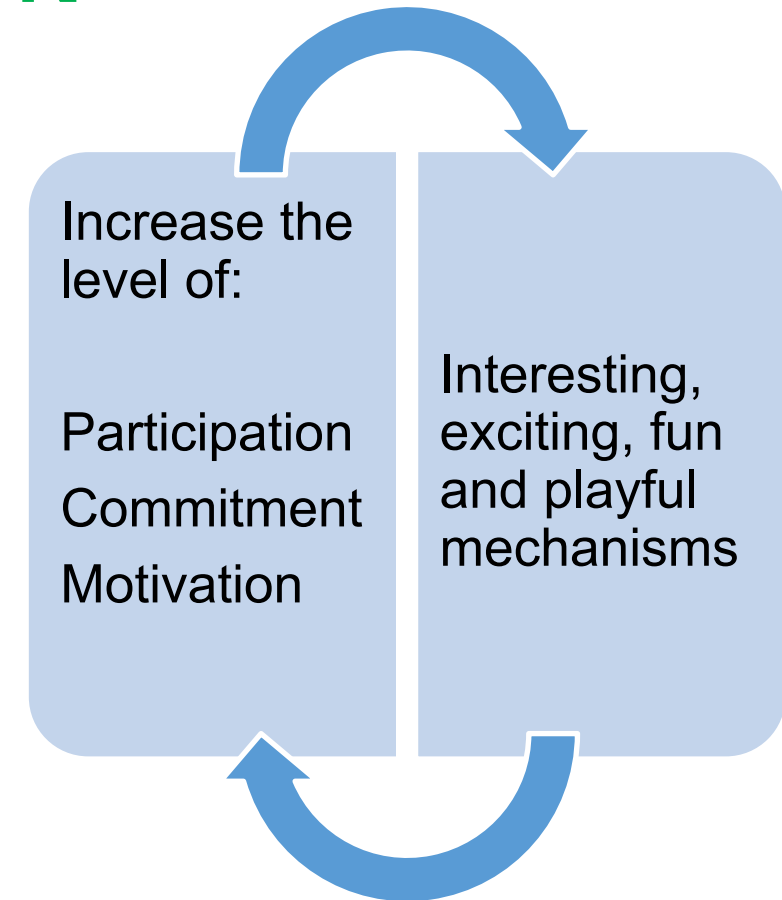 Increase the
level of:
Participation
Commitment
Motivation
Interesting,
exciting, fun
and playful
mechanisms